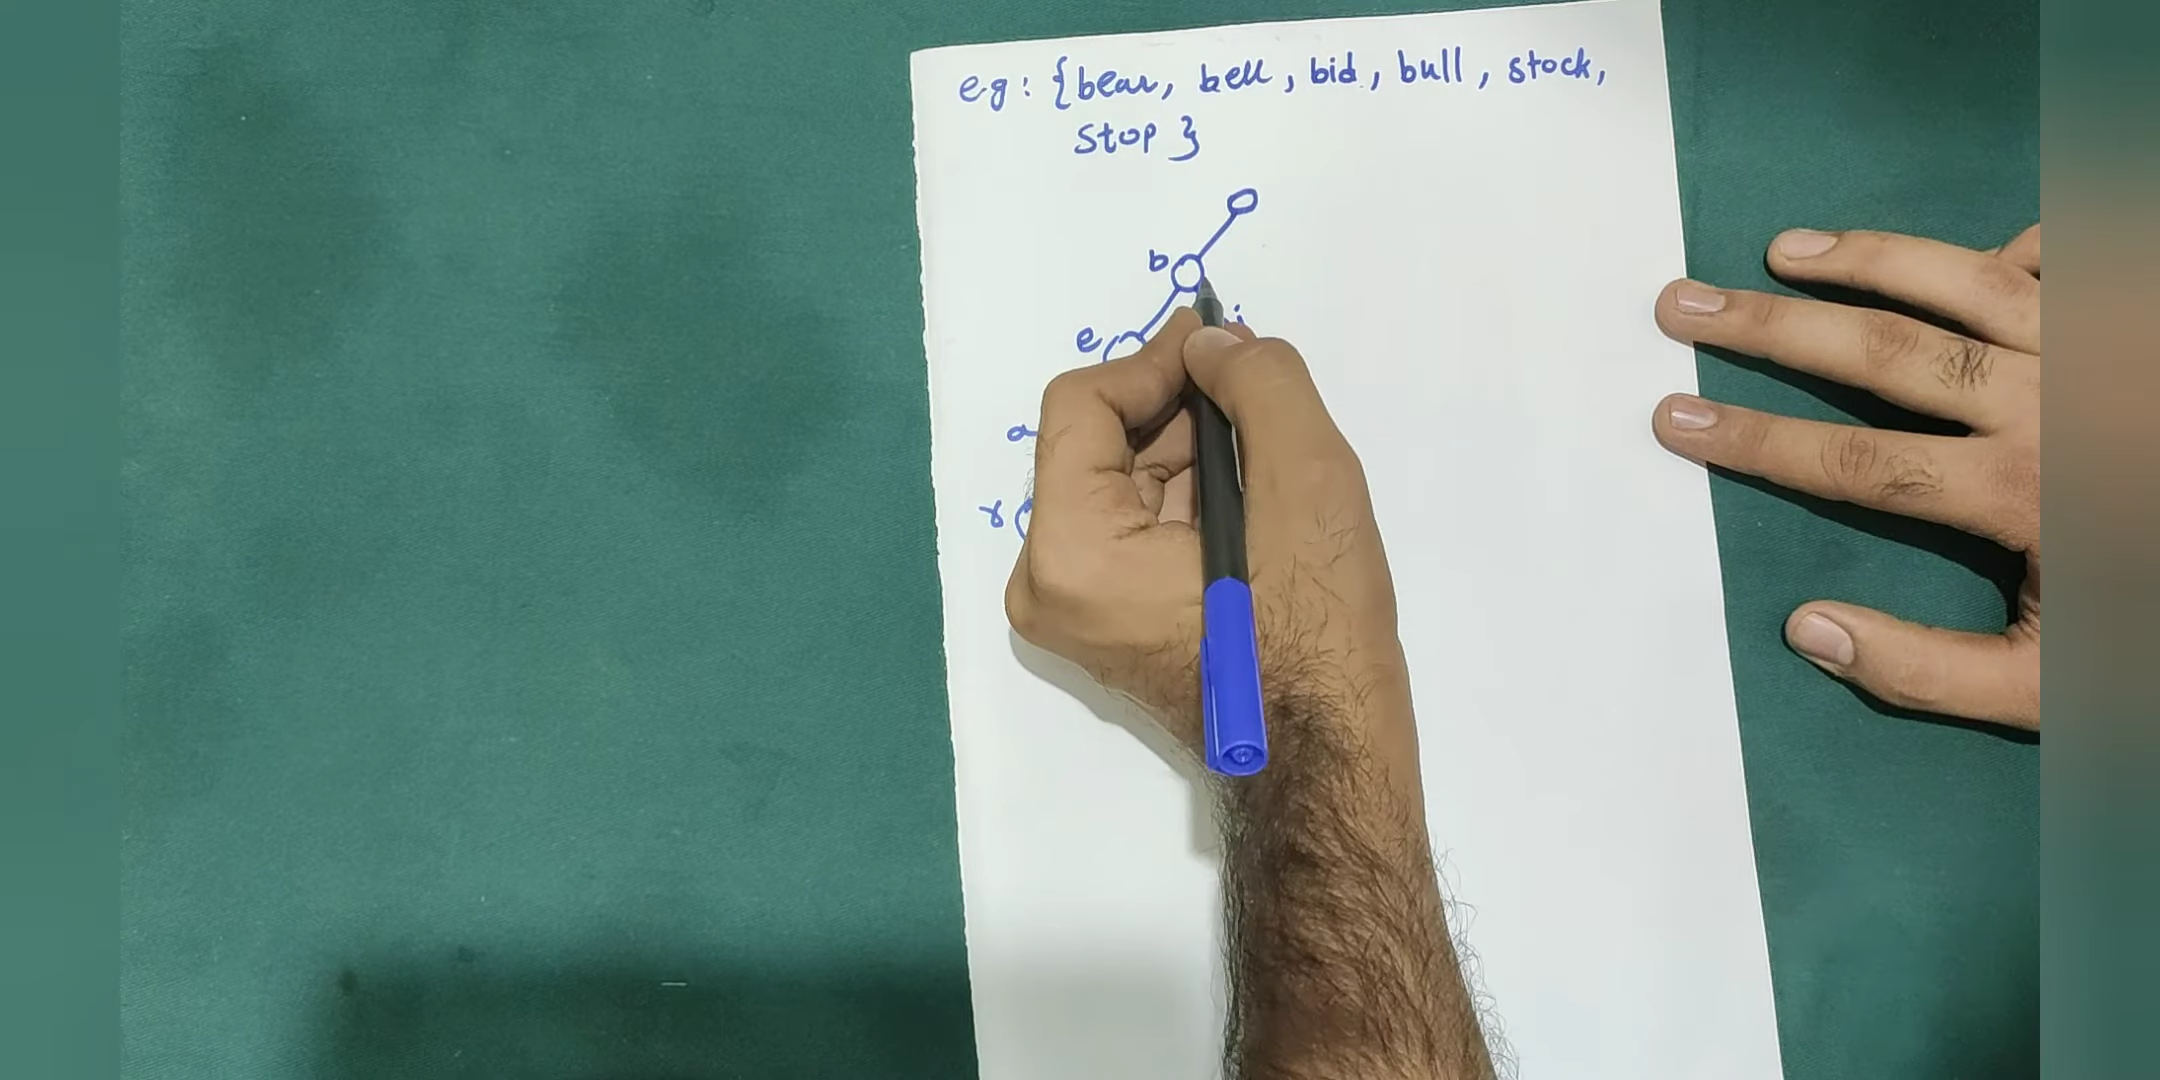 eg: {bear, bell, bid, bull, stock,
stop }
b
i
e
a
r